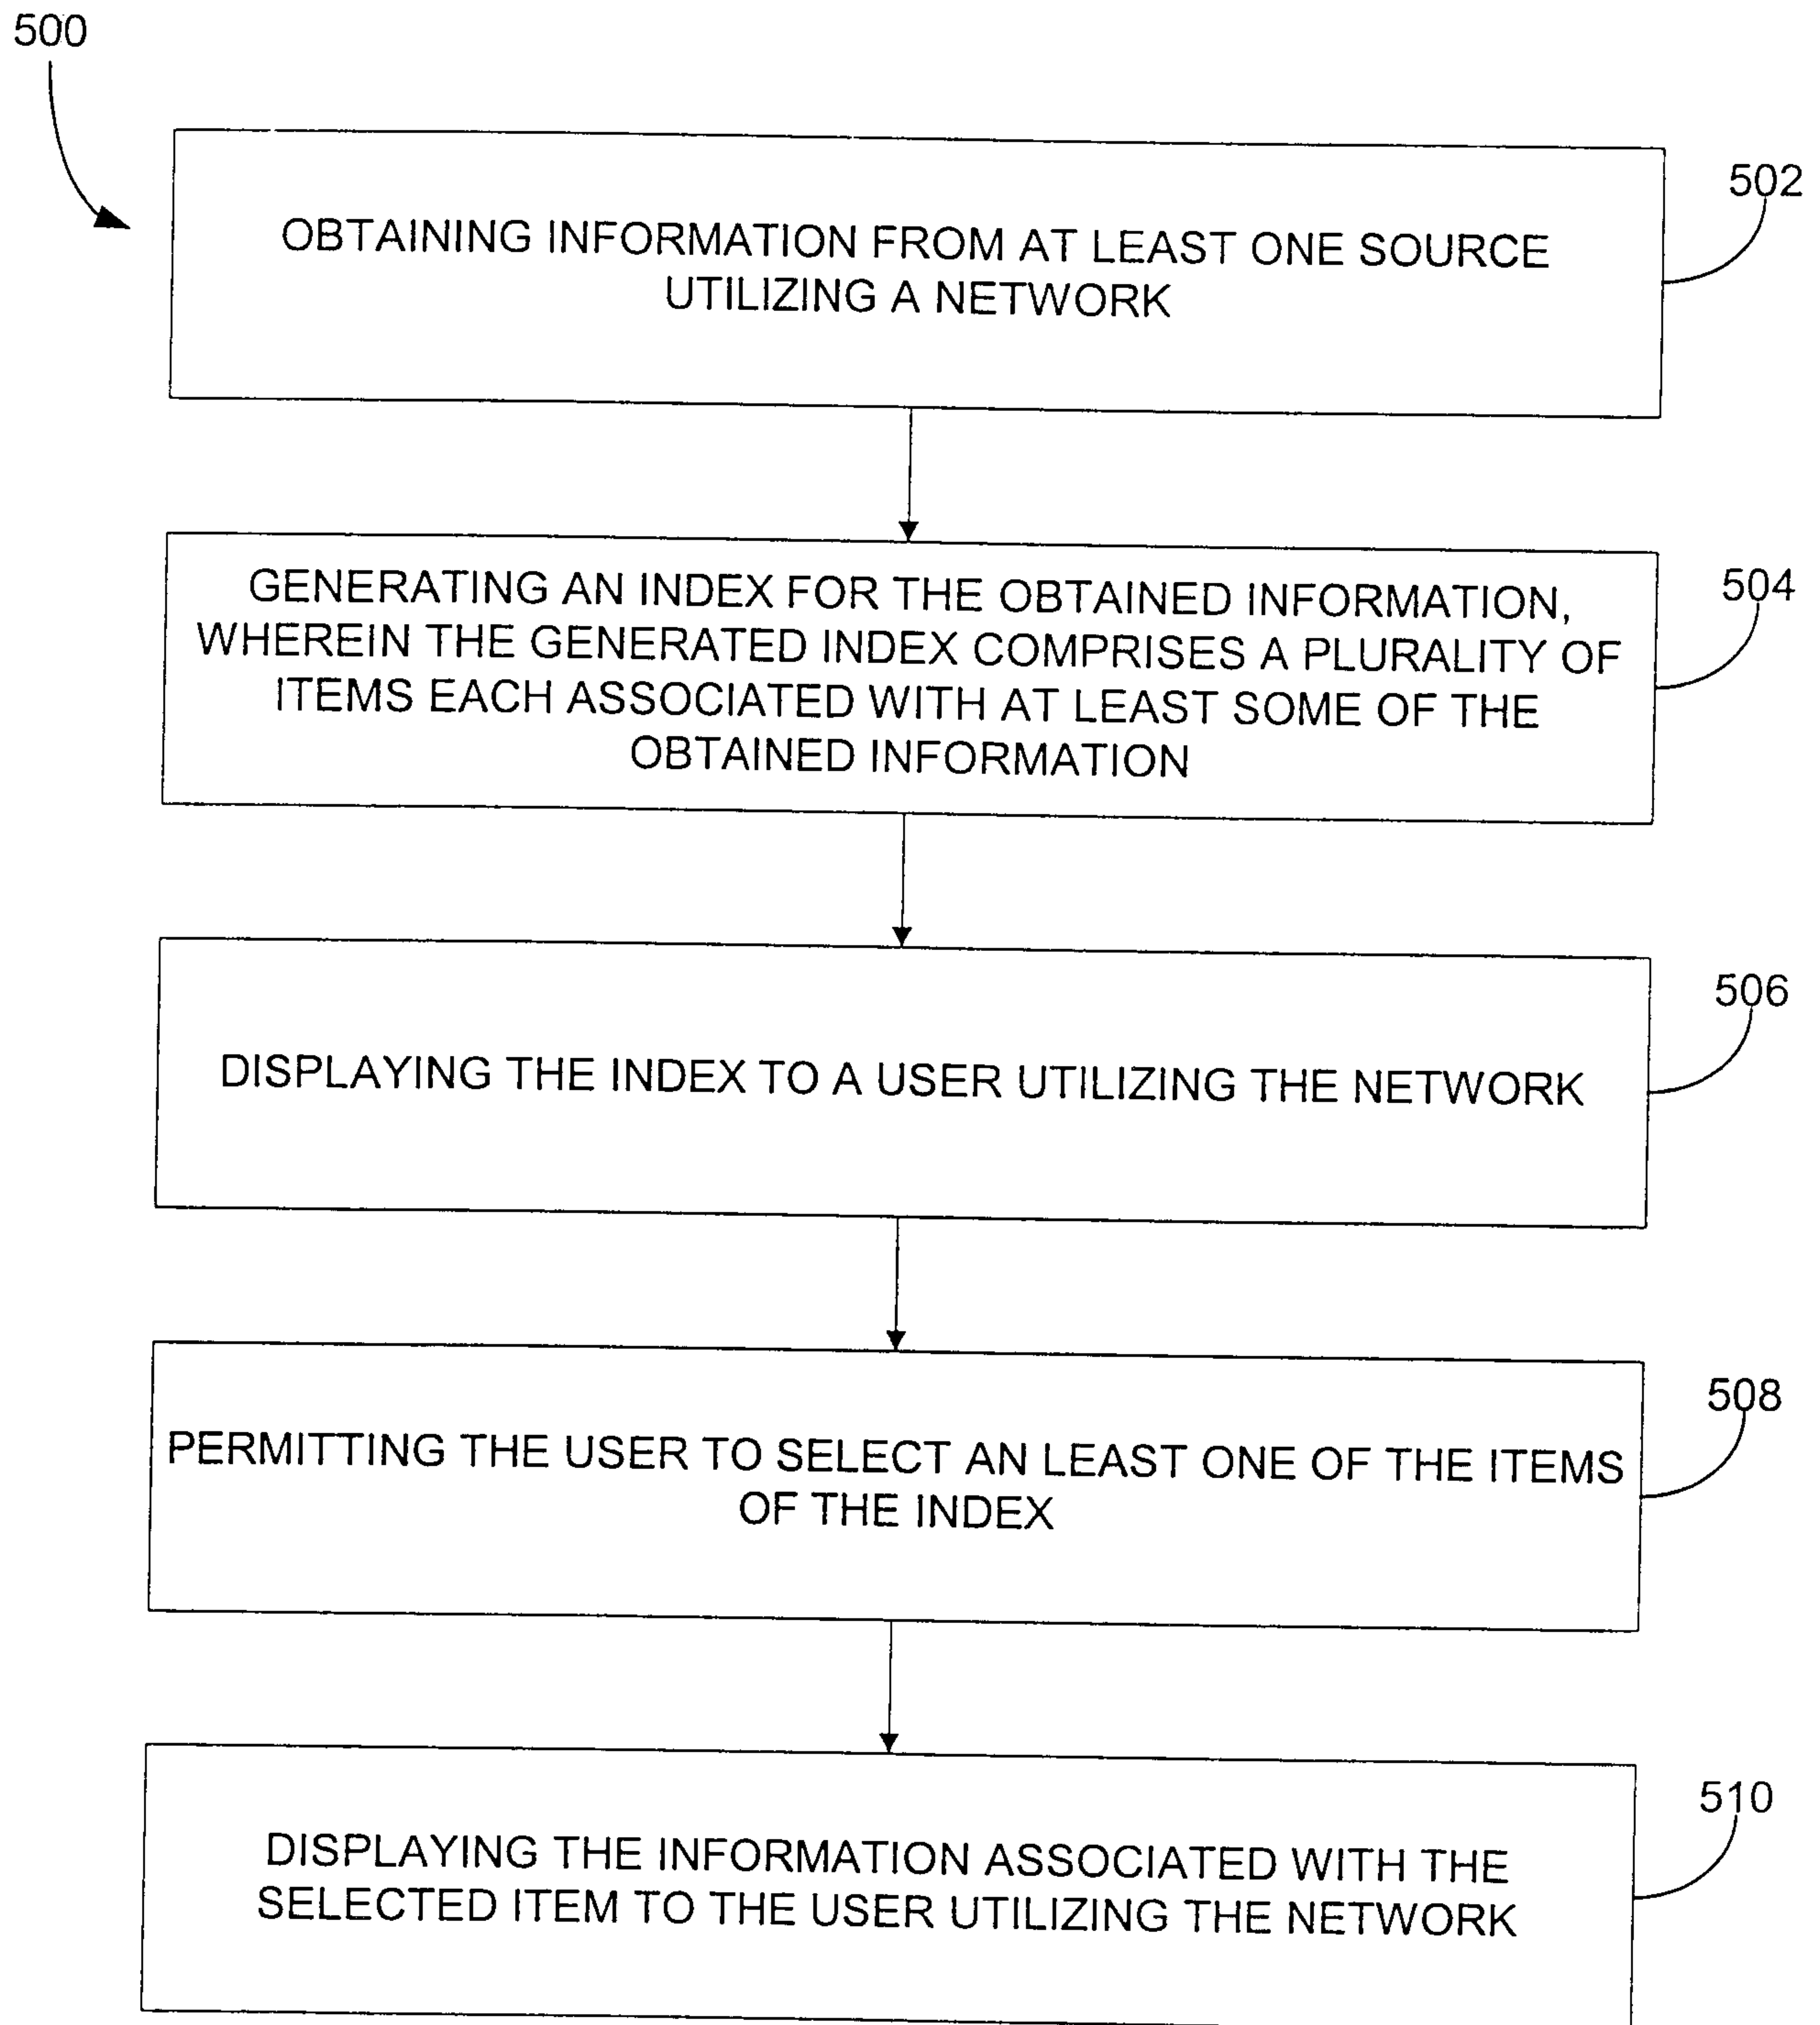 500
502
OBTAINING INFORMATION FROM AT LEAST ONE SOURCE
UTILIZING A NETWORK
504
GENERATING AN INDEX FOR THE OBTAINED INFORMATION,
WHEREIN THE GENERATED INDEX COMPRISES A PLURALITY OF
ITEMS EACH ASSOCIATED WITH AT LEAST SOME OF THE
OBTAINED INFORMATION
506
DISPLAYING THE INDEX TO A USER UTILIZING THE NETWORK
508
PERMITTING THE USER TO SELECT AN LEAST ONE OF THE ITEMS
OF THE INDEX
510
DISPLAYING THE INFORMATION ASSOCIATED WITH THE
SELECTED ITEM TO THE USER UTILIZING THE NETWORK